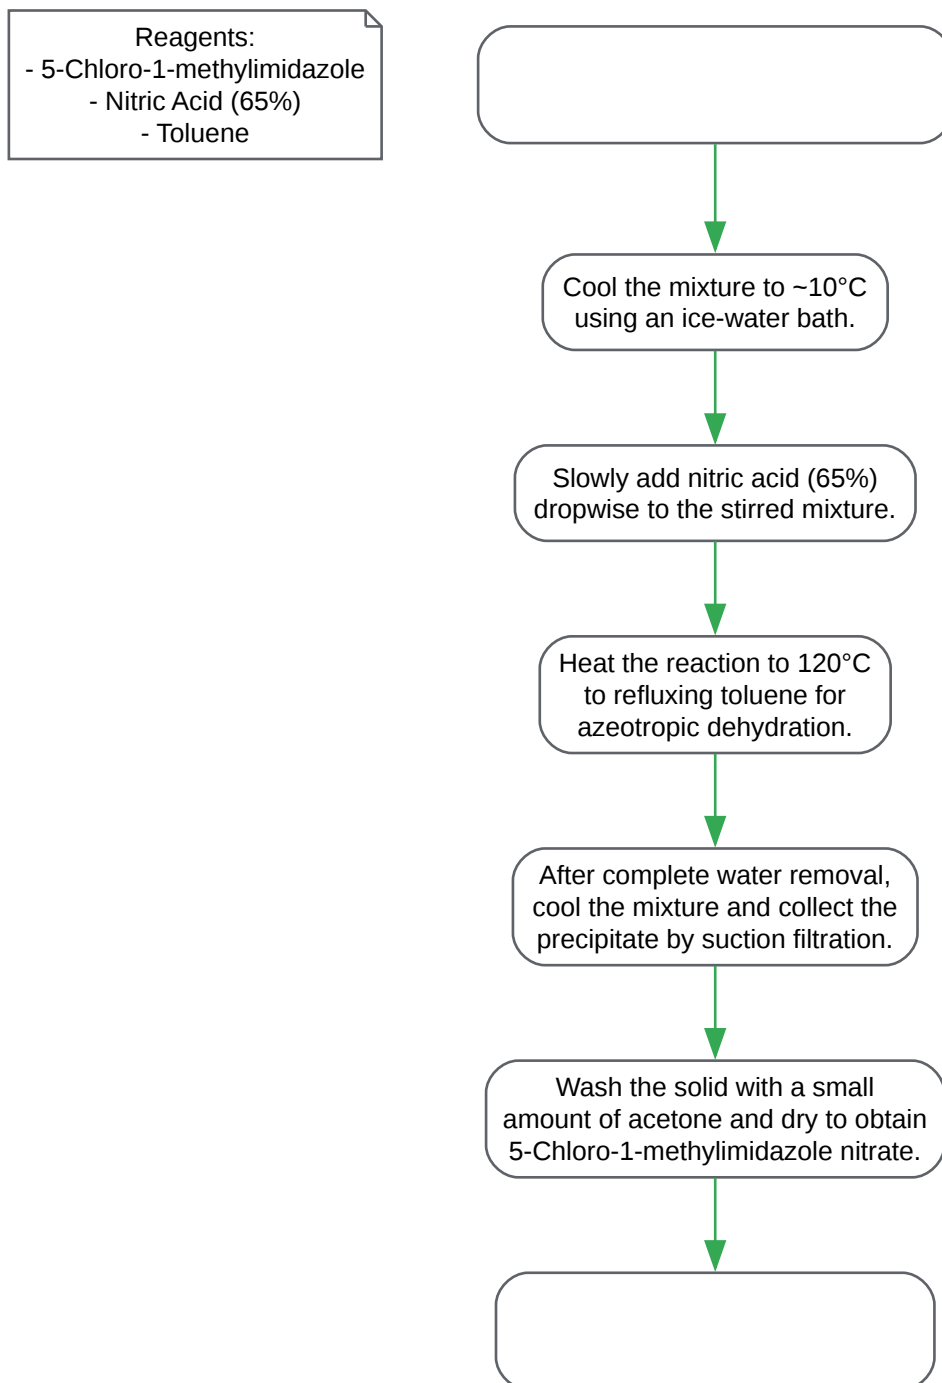 Reagents:
- 5-Chloro-1-methylimidazole
- Nitric Acid (65%)
- Toluene
Cool the mixture to ~10°C
using an ice-water bath.
Slowly add nitric acid (65%)
dropwise to the stirred mixture.
Heat the reaction to 120°C
to refluxing toluene for
azeotropic dehydration.
After complete water removal,
cool the mixture and collect the
precipitate by suction filtration.
Wash the solid with a small
amount of acetone and dry to obtain
5-Chloro-1-methylimidazole nitrate.